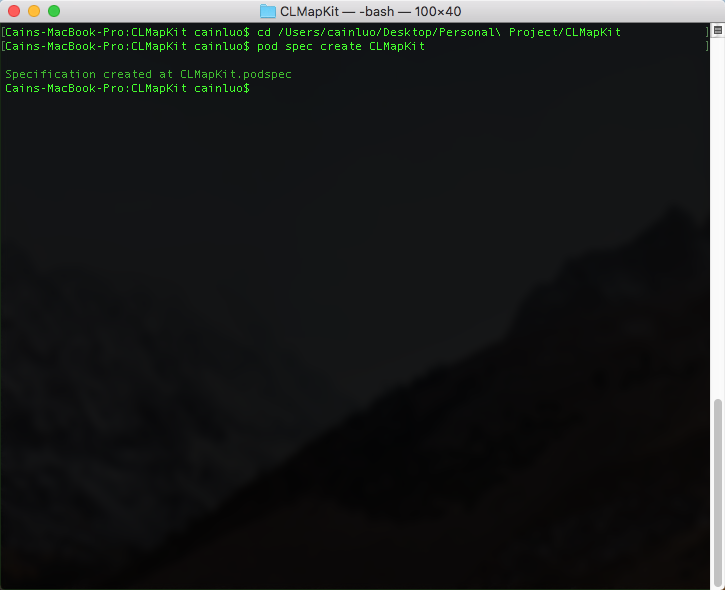 CLMapKit — -bash — 100×40
[Cains-MacBook-Pro:CLMapKit cainluo$ cd /Users/cainluo/Desktop/Personal\ Project/CLMapKit ]
[Cains-MacBook-Pro:CLMapKit cainluo$ pod spec create CLMapKit ]
Specification created at CLMapKit.podspec
Cains-MacBook-Pro:CLMapKit cainluo$